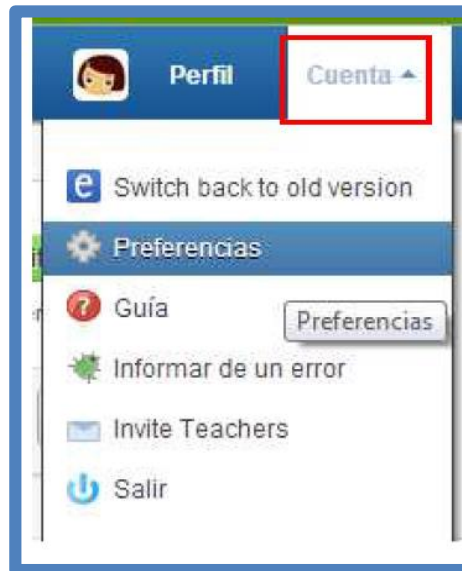 Perfil Cuenta
Switch back to old version
Preferencias
Guía
Preferencias
Informar de un error
Invite Teachers
Salir